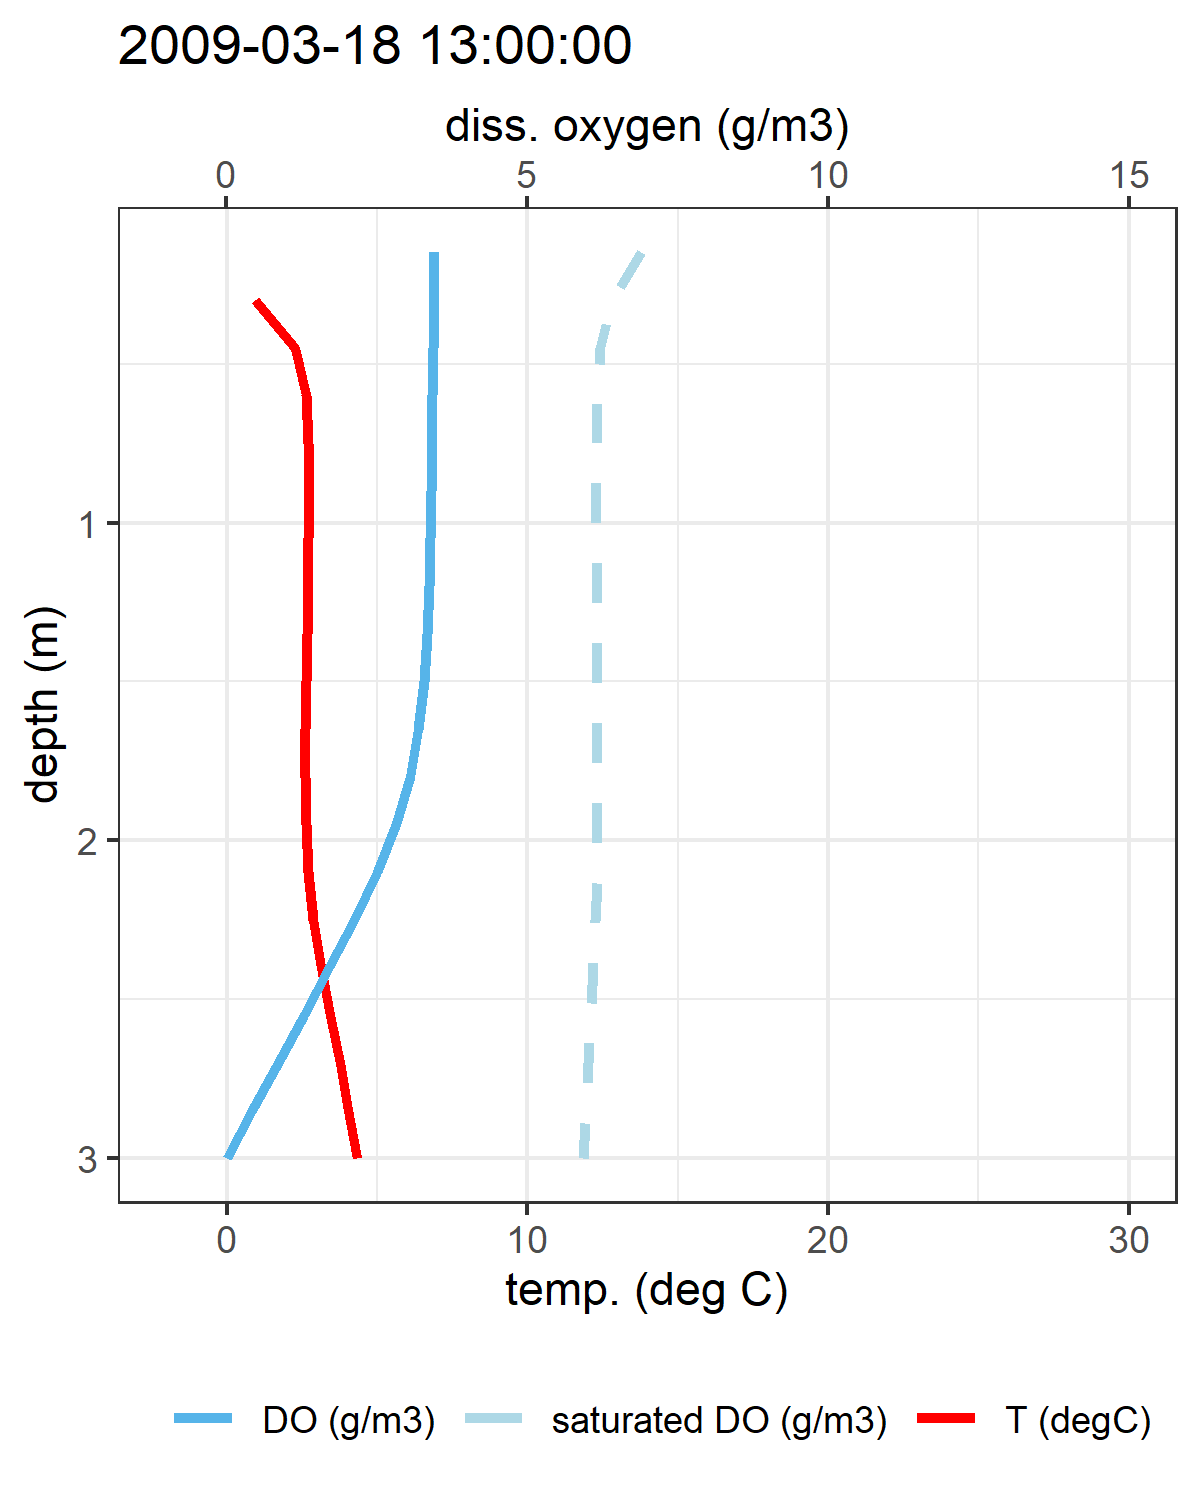 2009-03-18 13:00:00
diss. oxygen (g/m3)
0 5 10 15
depth (m)
1
2
3
0 10 20 30
temp. (deg C)
DO (g/m3) saturated DO (g/m3) T (degC)